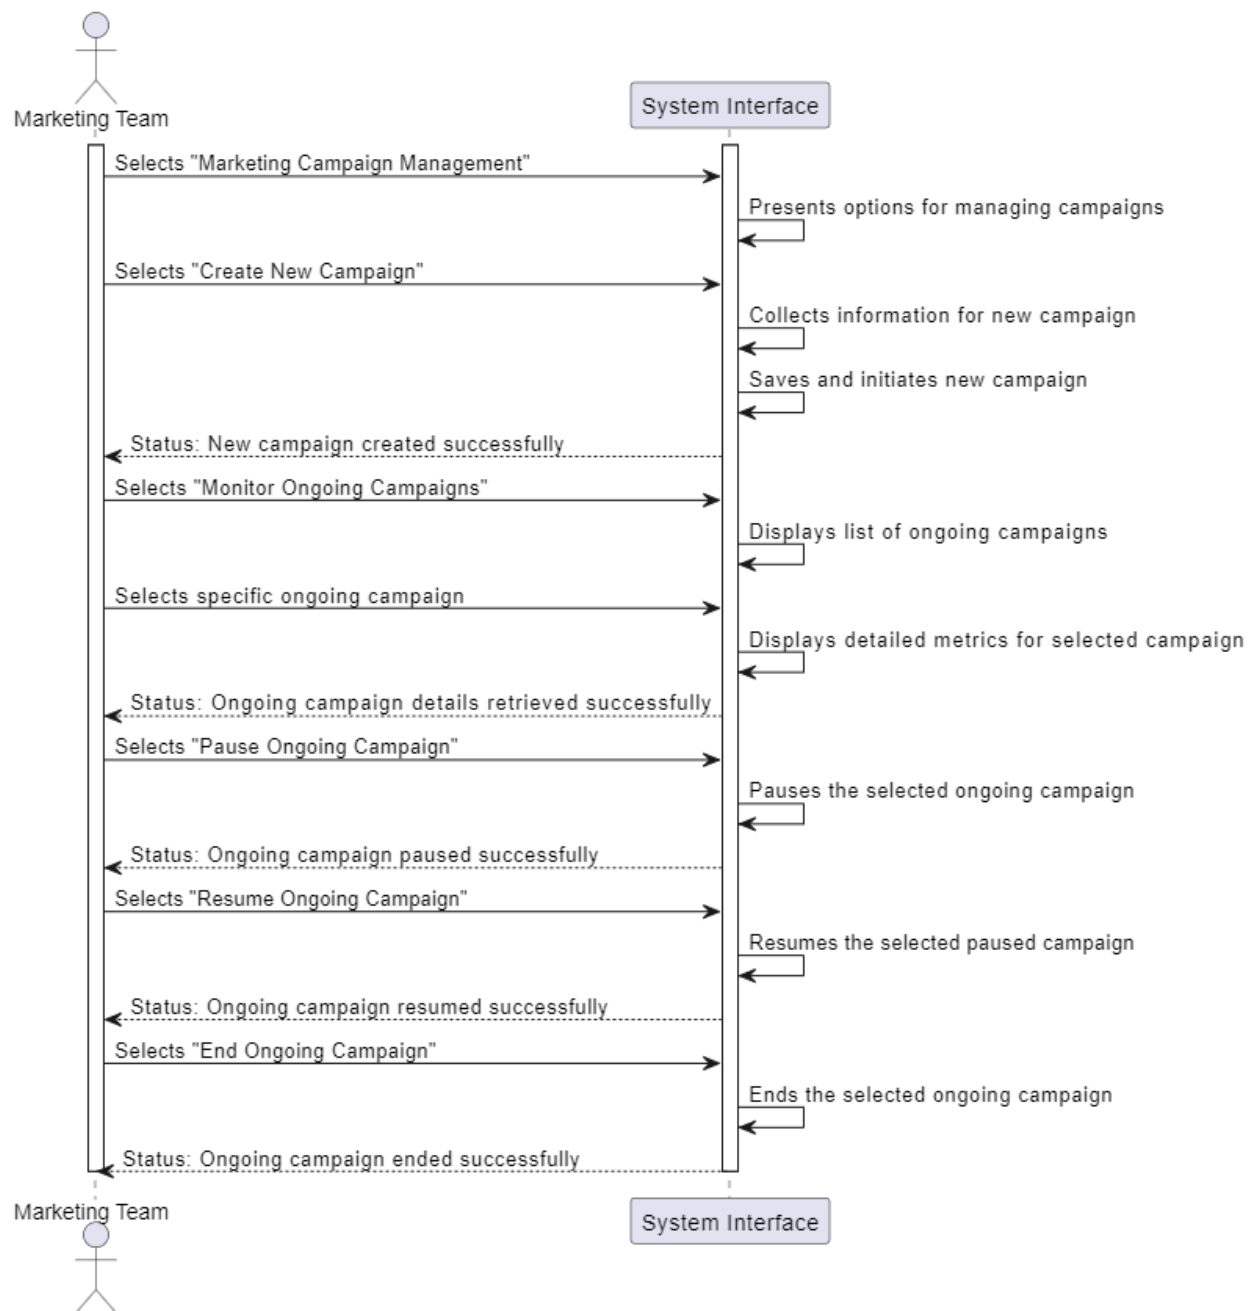 Marketing Team
System Interface
Selects "Marketing Campaign Management"
Presents options for managing campaigns
Selects "Create New Campaign"
Collects information for new campaign
Saves and initiates new campaign
Status: New campaign created successfully
Selects "Monitor Ongoing Campaigns"
Displays list of ongoing campaigns
Selects specific ongoing campaign
Displays detailed metrics for selected campaign
Status: Ongoing campaign details retrieved successfully
Selects "Pause Ongoing Campaign"
Pauses the selected ongoing campaign
Status: Ongoing campaign paused successfully
Selects "Resume Ongoing Campaign"
Resumes the selected paused campaign
Status: Ongoing campaign resumed successfully
Selects "End Ongoing Campaign"
Ends the selected ongoing campaign
Status: Ongoing campaign ended successfully
Marketing Team
System Interface